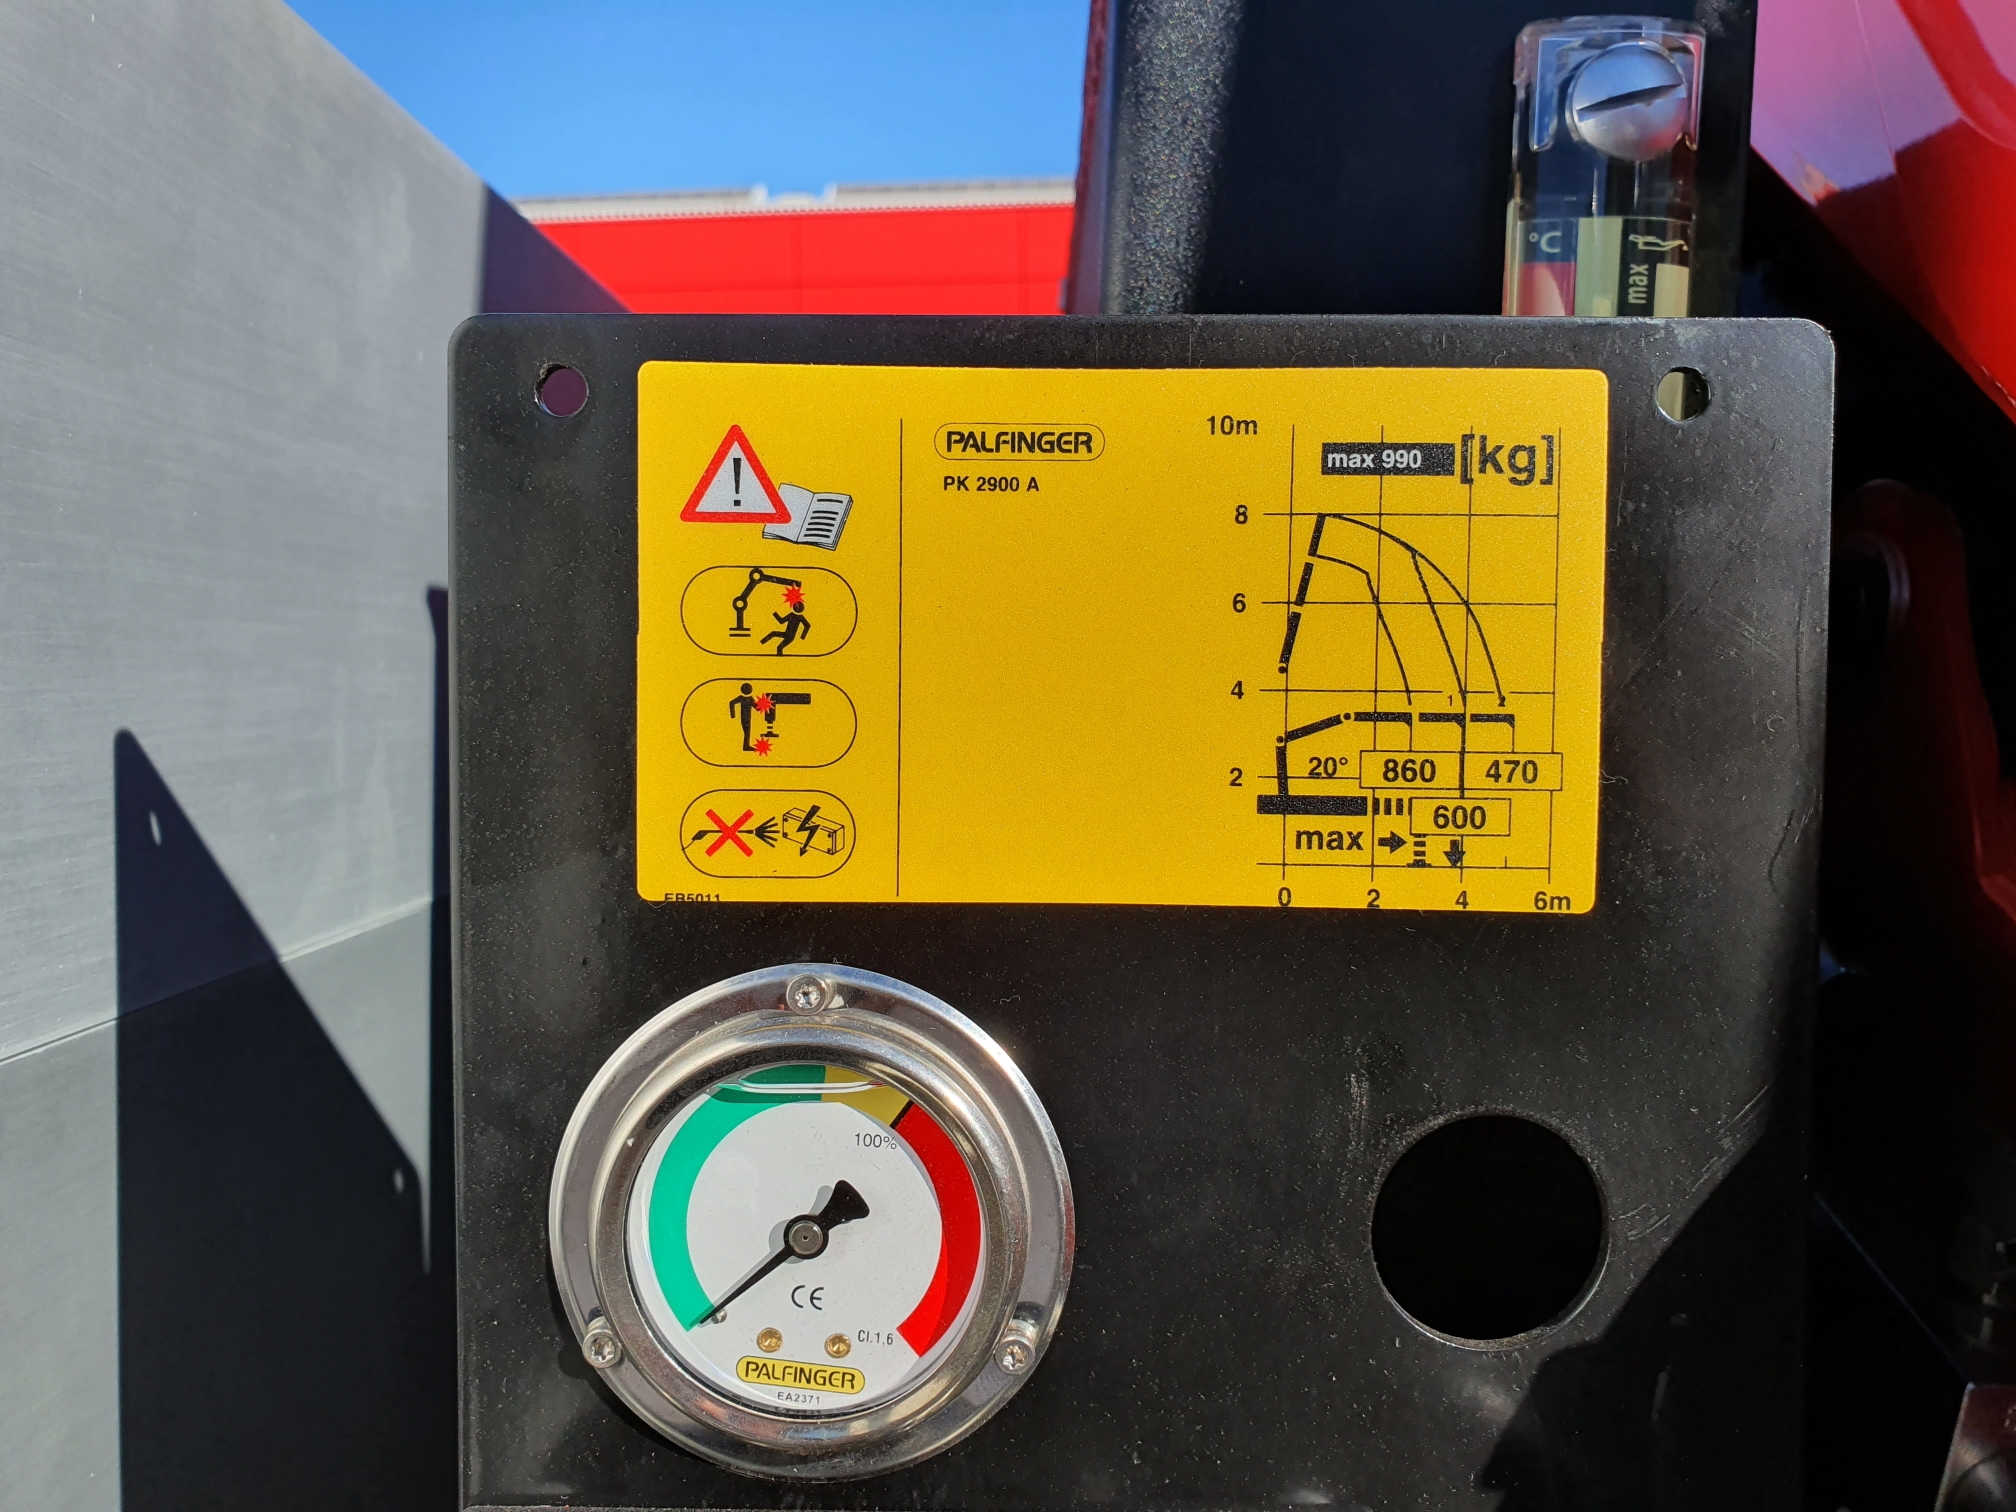 °C
max
PALFINGER
PK 2900 A
10m
max 990 [kg]
8
6
4
1
2
20° 860 470
600
max
0 2 4 6m
EB5011
100%
CE
Cl.1,6
PALFINGER
EA2371